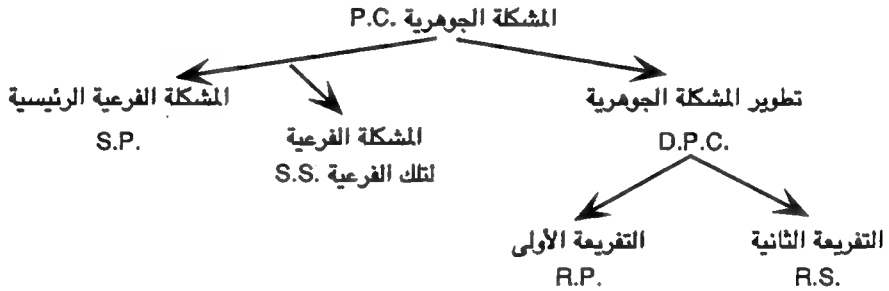 المشكلة الجوهرية P.C.
تطوير المشكلة الجوهرية
D.P.C.
المشكلة الفرعية الرئيسية
S.P.
المشكلة الفرعية
لتلك الفرعية S.S.
التفريعة الثانية
R.S.
التفريعة الأولى
R.P.